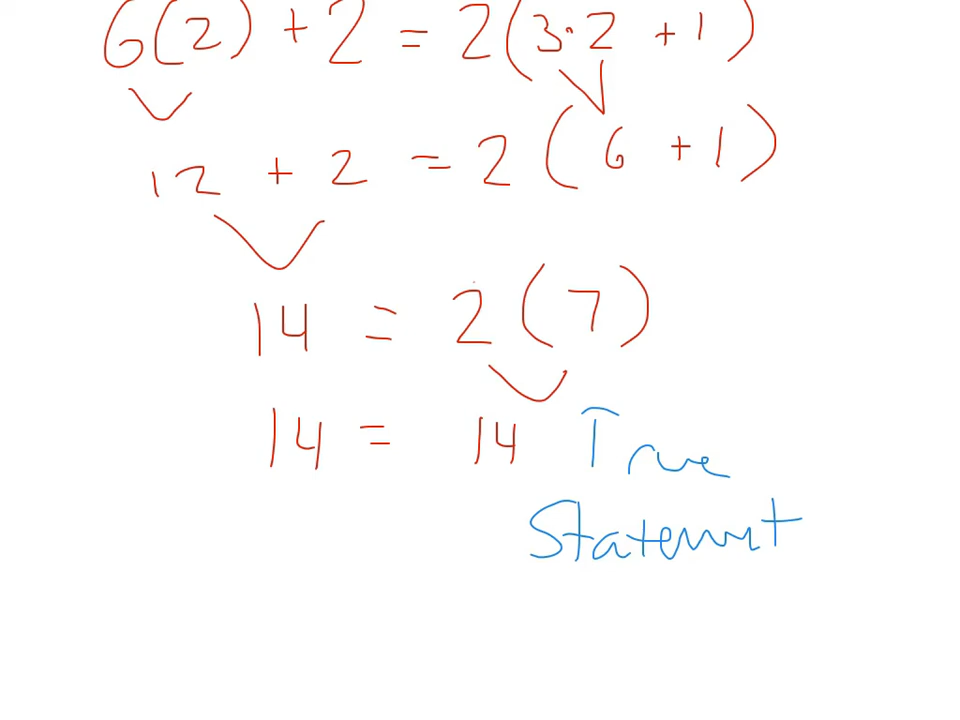 6(2) + 2 = 2(3·2 + 1)
12 + 2 = 2(6 + 1)
14 = 2(7)
14 = 14 True
Statement